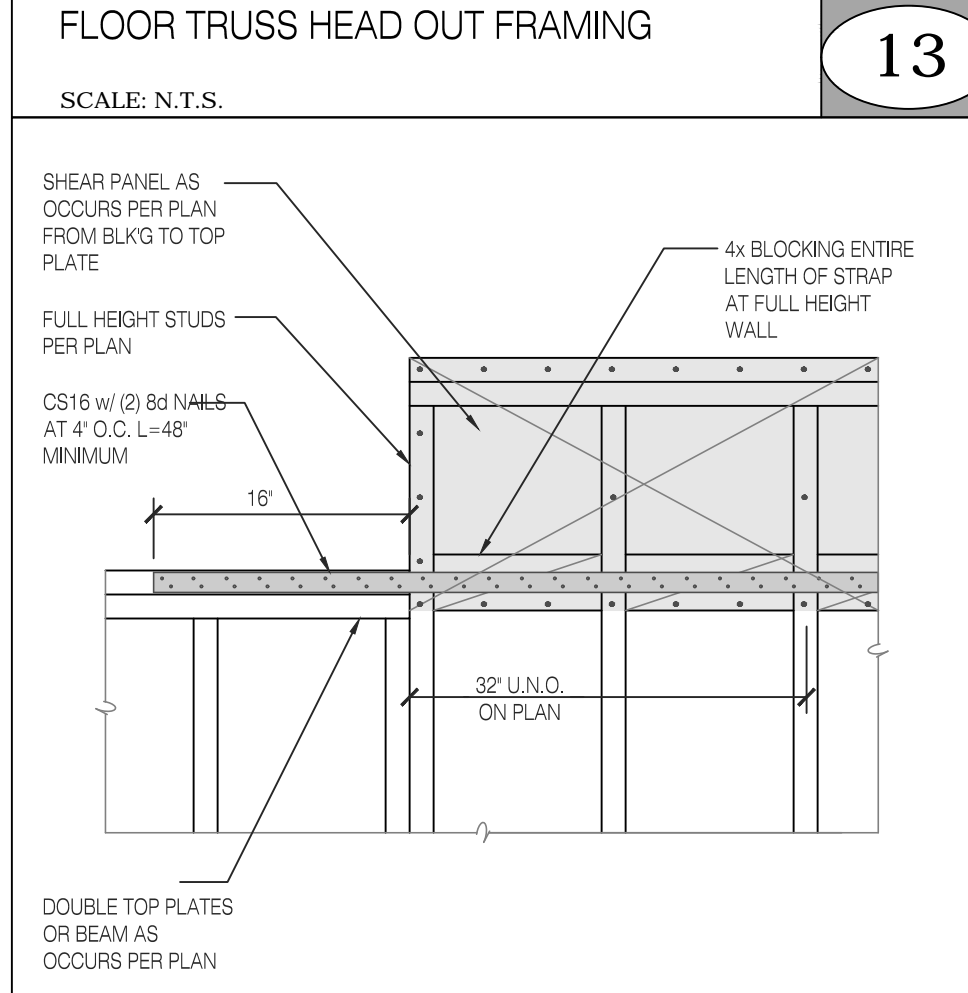 FLOOR TRUSS HEAD OUT FRAMING
13
SCALE: N.T.S.
SHEAR PANEL AS
OCCURS PER PLAN
FROM BLK'G TO TOP
PLATE
4x BLOCKING ENTIRE
LENGTH OF STRAP
AT FULL HEIGHT
WALL
FULL HEIGHT STUDS
PER PLAN
CS16 w/ (2) 8d NAILS
AT 4" O.C. L=48"
MINIMUM
16"
32" U.N.O.
ON PLAN
DOUBLE TOP PLATES
OR BEAM AS
OCCURS PER PLAN